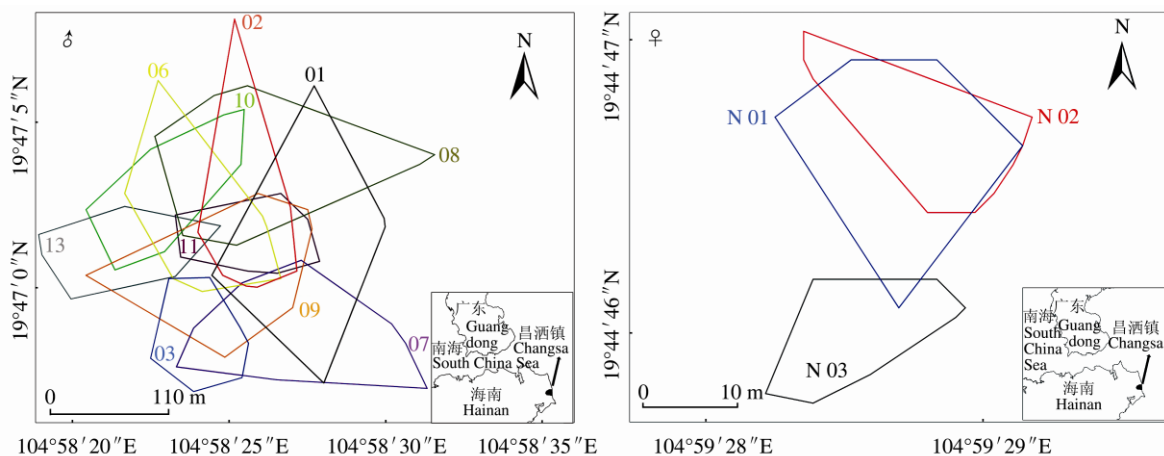 ♂
02
N
06
01
10
19°47′5″N
08
13
11
19°47′0″N
09
03
07
广东
Guang
dong
昌洒镇
Changsa
南海
South China
Sea
海南
Hainan
0 110 m
104°58′20″E 104°58′25″E 104°58′30″E 104°58′35″E
♀
N
19°44′47″N
N 01
N 02
19°44′46″N
N 03
广东
Guang
dong
昌洒镇
Changsa
南海
South
China
Sea
海南
Hainan
0 10 m
104°59′28″E 104°59′29″E